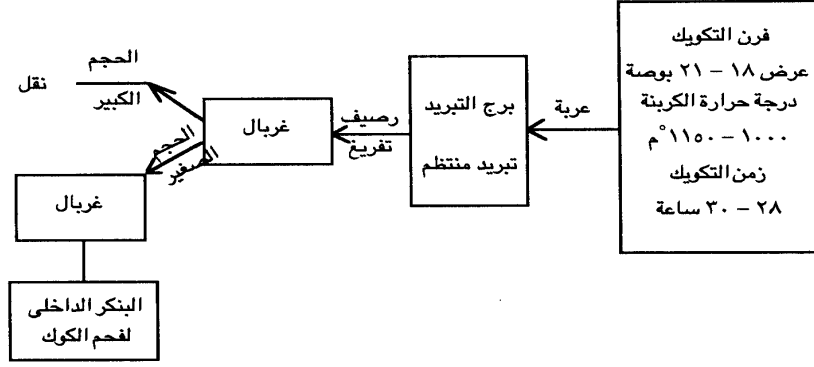 فرن التكويك
عرض ١٨ – ٢١ بوصة
درجة حرارة الكربنة
١٠٠٠ – ١١٥٠°م
زمن التكويك
٢٨ – ٣٠ ساعة
عربة
برج التبريد
تبريد منتظم
رصيف
تفريغ
غربال
الحجم
الكبير
نقل
الحجم
الصغير
غربال
البنكر الداخلى
لفحم الكوك